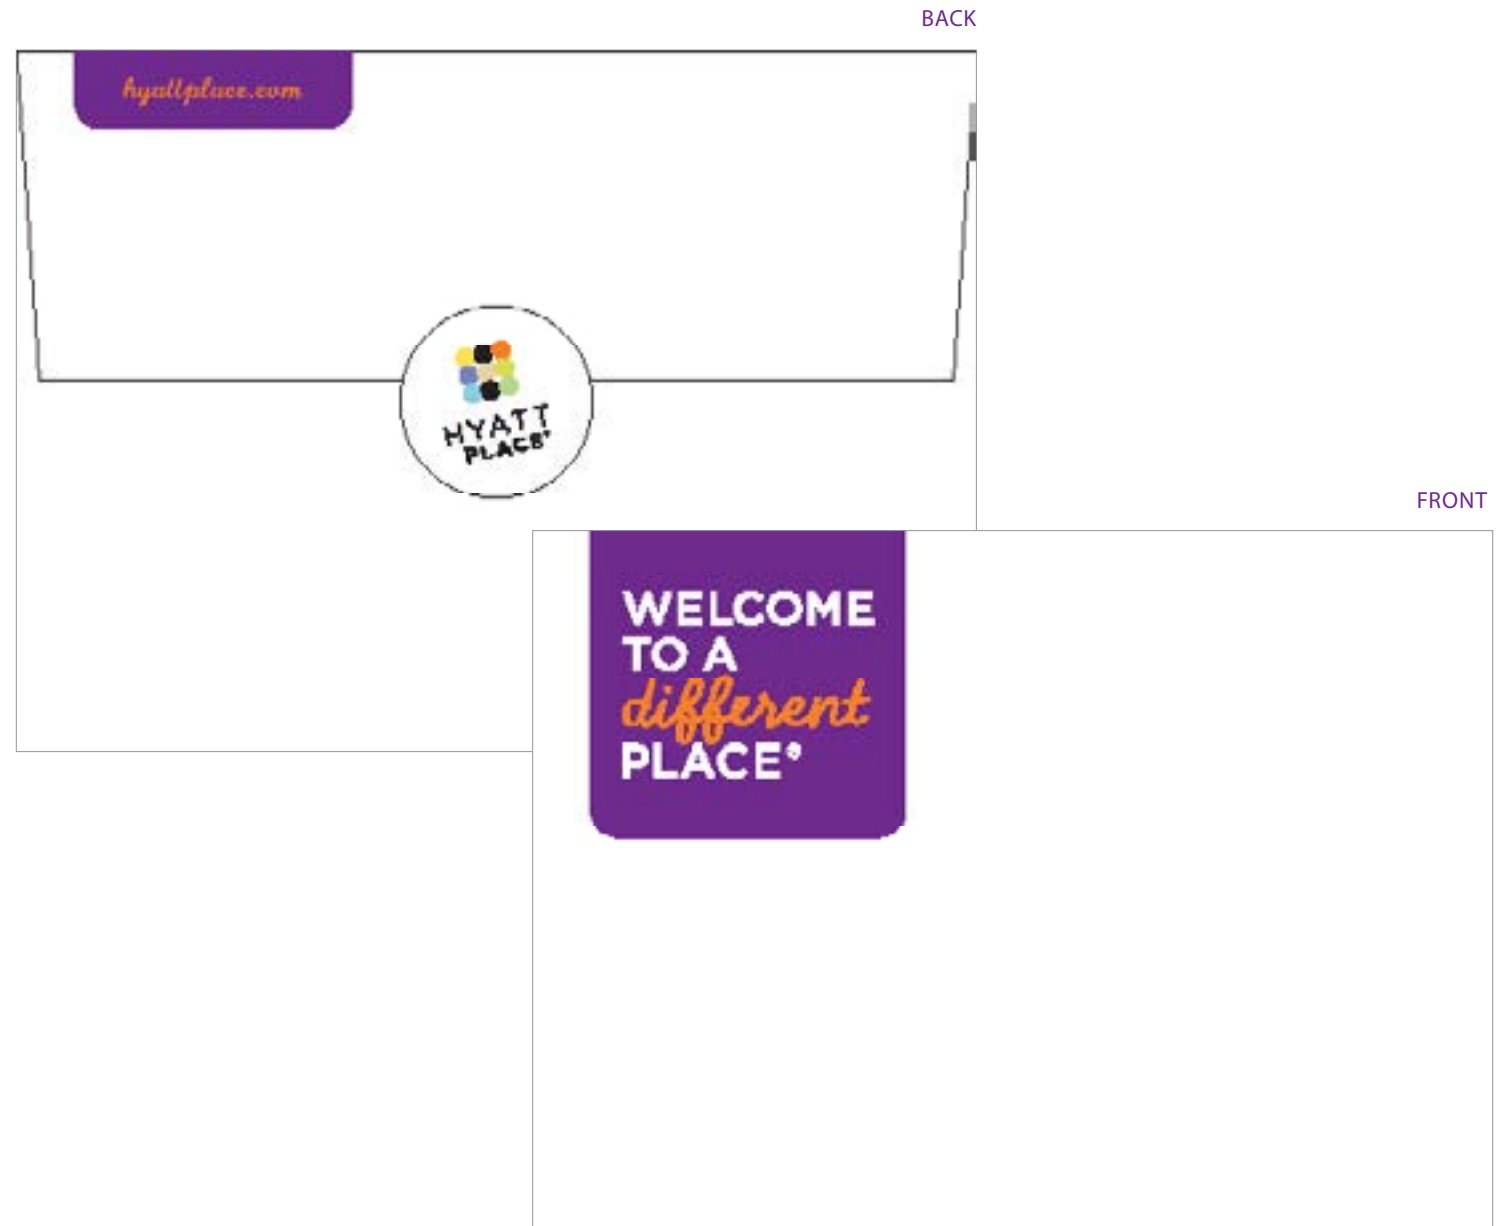 BACK
hyattplace.com
HYATT
PLACE®
FRONT
WELCOME
TO A
different
PLACE®